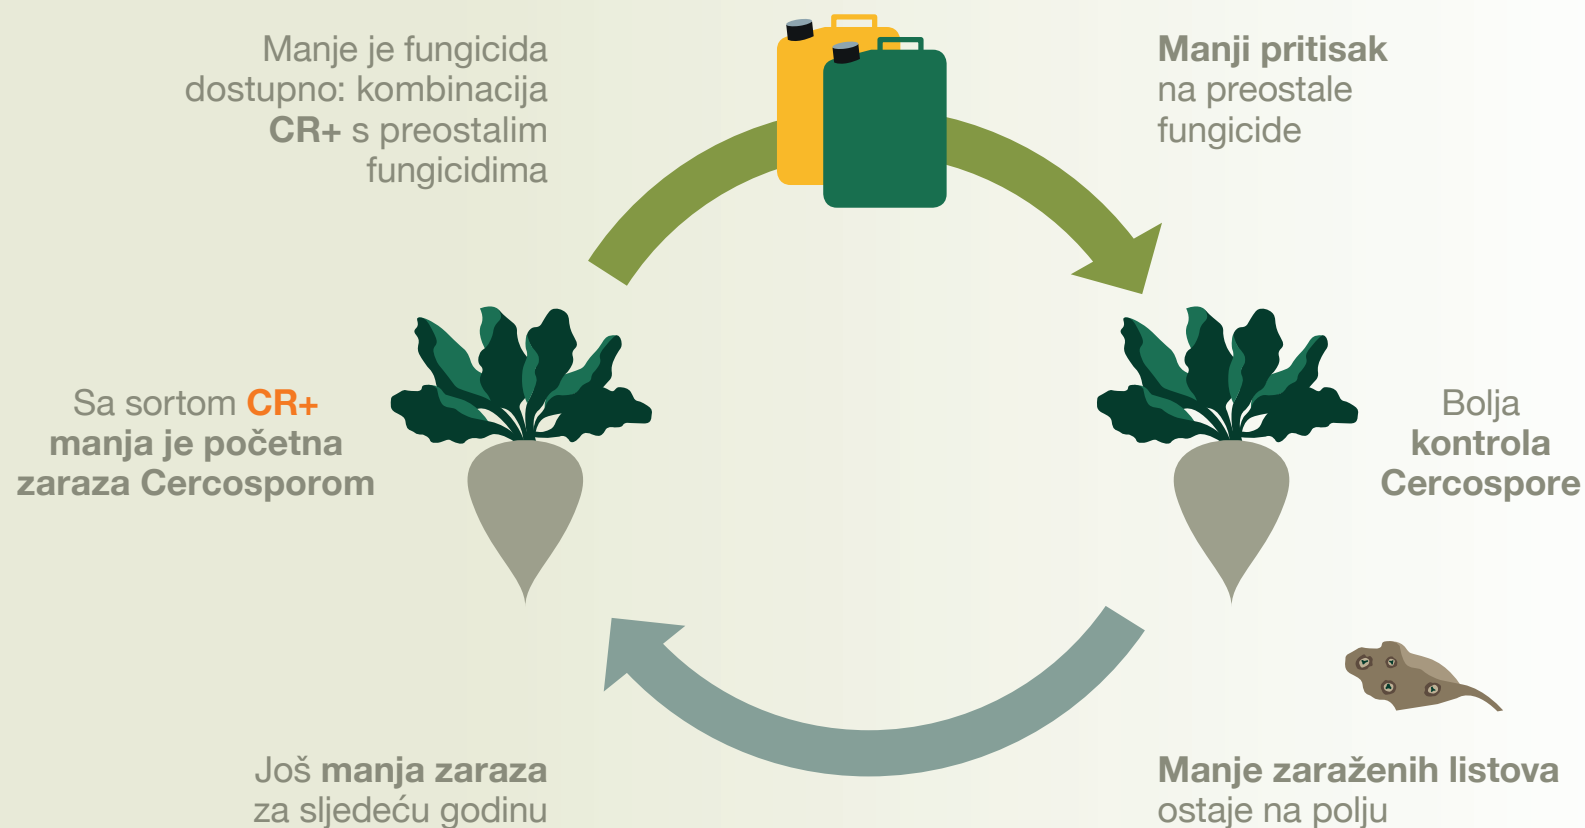 Manje je fungicida
dostupno: kombinacija
CR+ s preostalim
fungicidima
Manji pritisak
na preostale
fungicide
Sa sortom CR+
manja je početna
zaraza Cercosporom
Bolja
kontrola
Cercospore
Još manja zaraza
za sljedeću godinu
Manje zaraženih listova
ostaje na polju